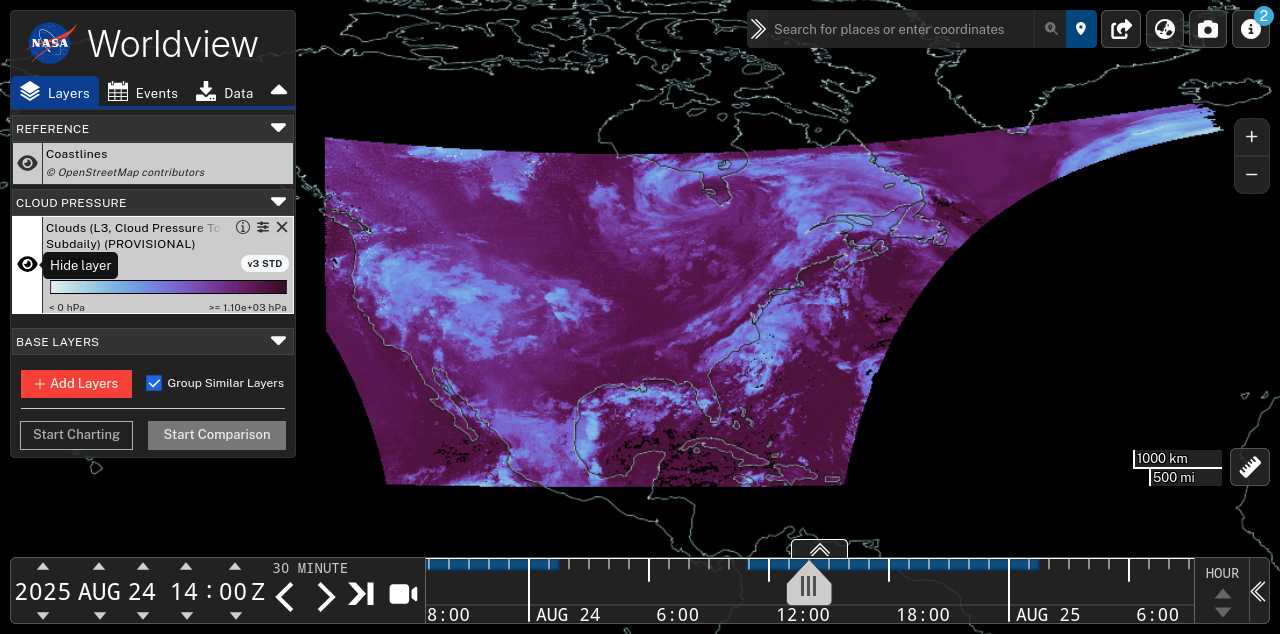 NASA
Worldview
Search for places or enter coordinates
2
Layers
Events
Data
REFERENCE
Coastlines
© OpenStreetMap contributors
CLOUD PRESSURE
Clouds (L3, Cloud Pressure To
Subdaily) (PROVISIONAL)
Hide layer
v3 STD
< 0 hPa
>= 1.10e+03 hPa
BASE LAYERS
+ Add Layers
Group Similar Layers
Start Charting
Start Comparison
+
−
1000 km
500 mi
2025 AUG 24 14:00Z
30 MINUTE
8:00
AUG 24
6:00
12:00
18:00
AUG 25
6:00
HOUR